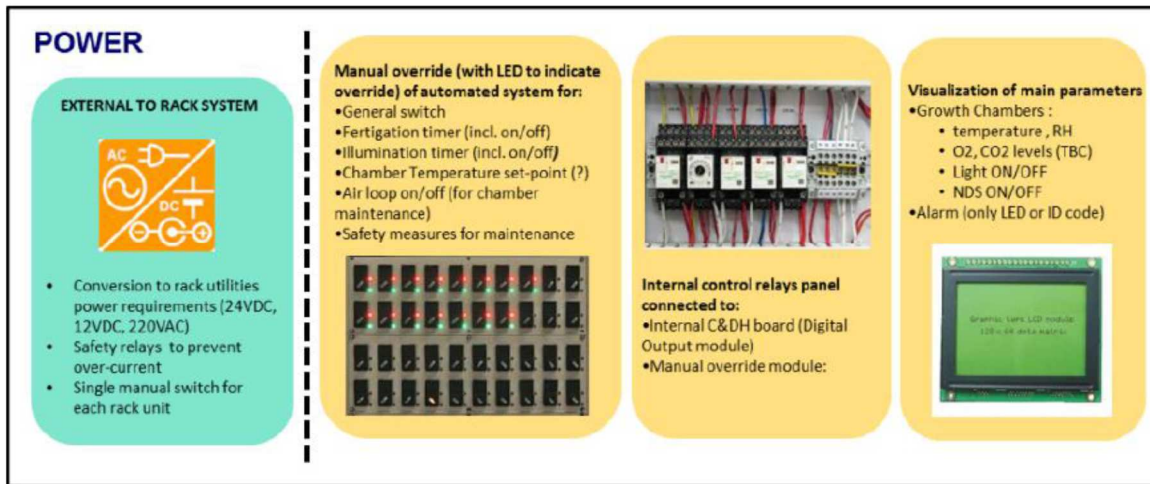 POWER
EXTERNAL TO RACK SYSTEM
AC
DC
• Conversion to rack utilities
power requirements (24VDC,
12VDC, 220VAC)
• Safety relays to prevent
over-current
• Single manual switch for
each rack unit
Manual override (with LED to indicate
override) of automated system for:
•General switch
•Fertigation timer (incl. on/off)
•Illumination timer (incl. on/off)
•Chamber Temperature set-point (?)
•Air loop on/off (for chamber
maintenance)
•Safety measures for maintenance
Internal control relays panel
connected to:
•Internal C&DH board (Digital
Output module)
•Manual override module:
Visualization of main parameters
•Growth Chambers :
• temperature , RH
• O2, CO2 levels (TBC)
• Light ON/OFF
• NDS ON/OFF
•Alarm (only LED or ID code)
LCD module
data matrix